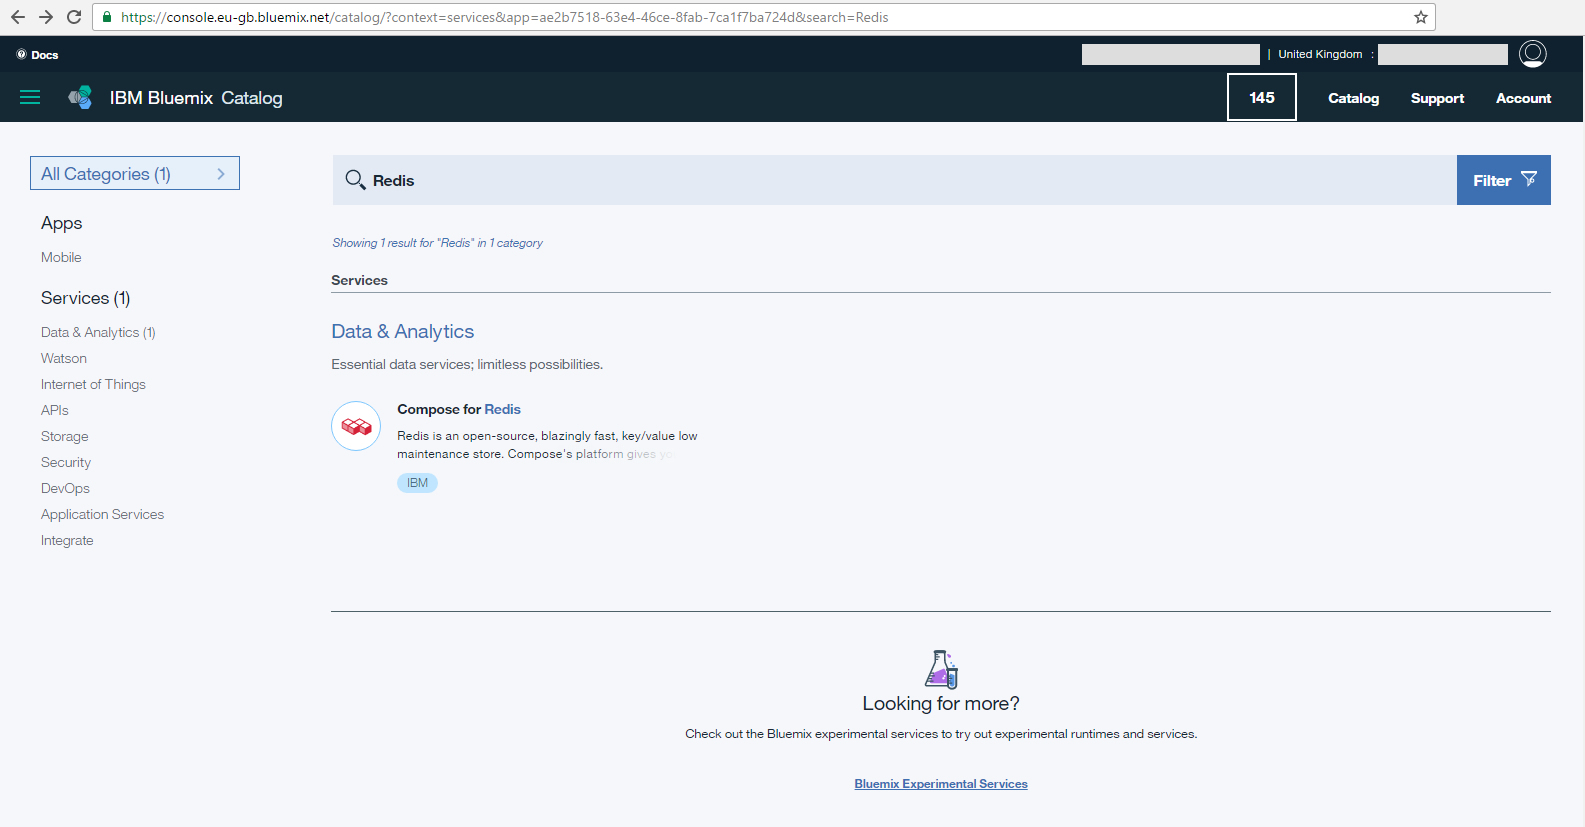 https://console.eu-gb.bluemix.net/catalog/?context=services&app=ae2b7518-63e4-46ce-8fab-7ca1f7ba724d&search=Redis
Docs
| United Kingdom :
IBM Bluemix Catalog
145
Catalog
Support
Account
All Categories (1)
Apps
Mobile
Services (1)
Data & Analytics (1)
Watson
Internet of Things
APIs
Storage
Security
DevOps
Application Services
Integrate
Redis
Filter
Showing 1 result for "Redis" in 1 category
Services
Data & Analytics
Essential data services; limitless possibilities.
Compose for Redis
Redis is an open-source, blazingly fast, key/value low
maintenance store. Compose's platform gives yo
IBM
Looking for more?
Check out the Bluemix experimental services to try out experimental runtimes and services.
Bluemix Experimental Services